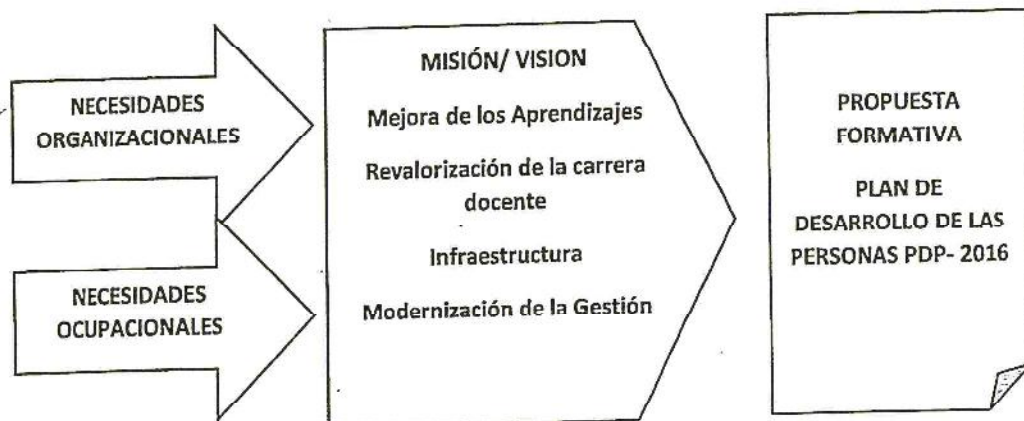 NECESIDADES
ORGANIZACIONALES
NECESIDADES
OCUPACIONALES
MISIÓN/ VISION
Mejora de los Aprendizajes
Revalorización de la carrera
docente
Infraestructura
Modernización de la Gestión
PROPUESTA
FORMATIVA
PLAN DE
DESARROLLO DE LAS
PERSONAS PDP- 2016